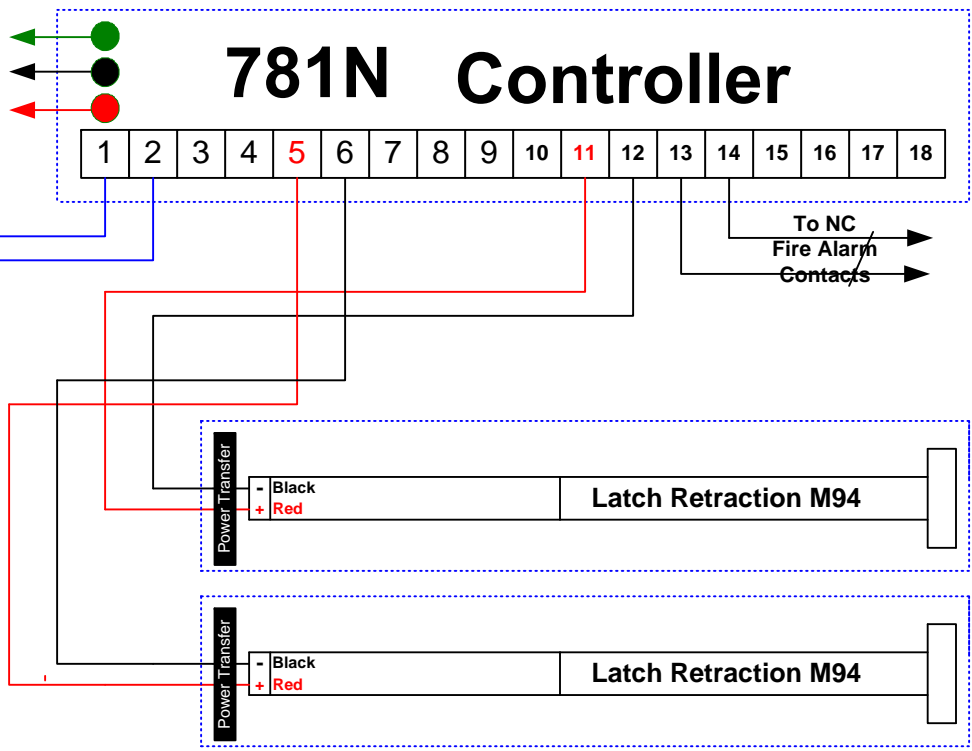 781N Controller
1 2 3 4 5 6 7 8 9 10 11 12 13 14 15 16 17 18
To NC
Fire Alarm
Contacts
Power Transfer
- Black
+ Red
Latch Retraction M94
Power Transfer
- Black
+ Red
Latch Retraction M94